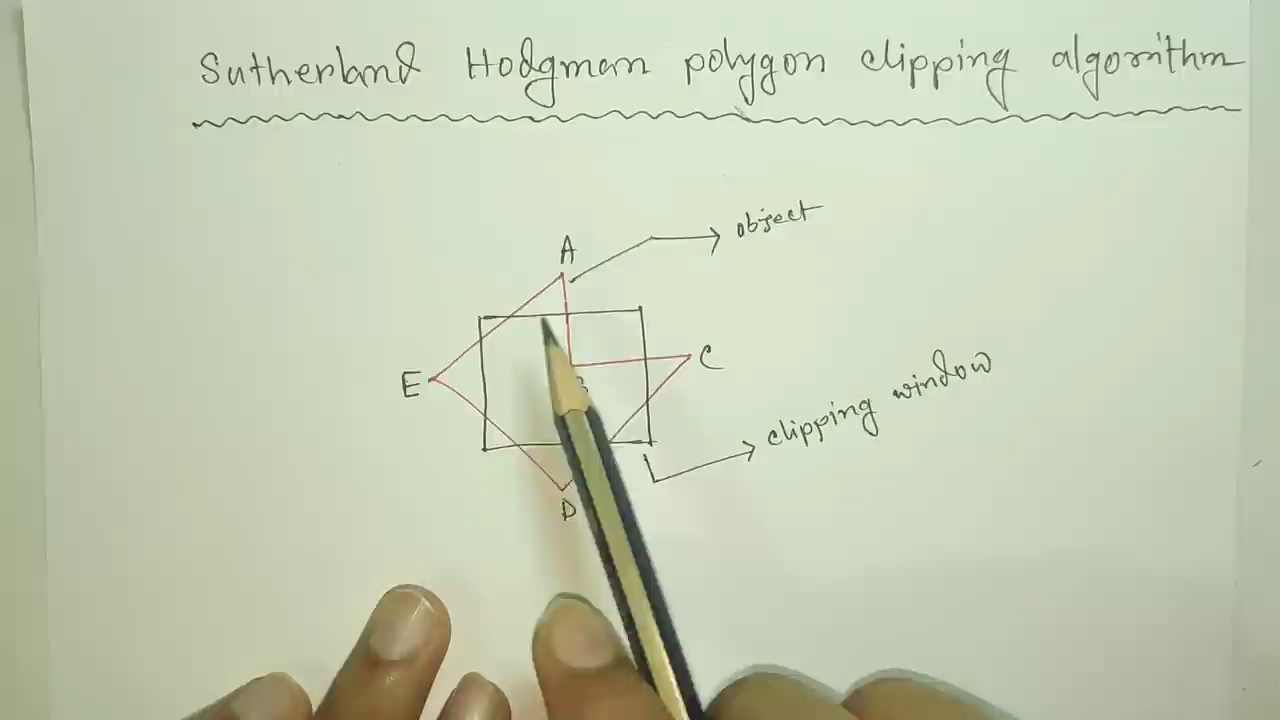 Sutherland Hodgman polygon clipping algorithm
object
A
C
E
clipping window
D